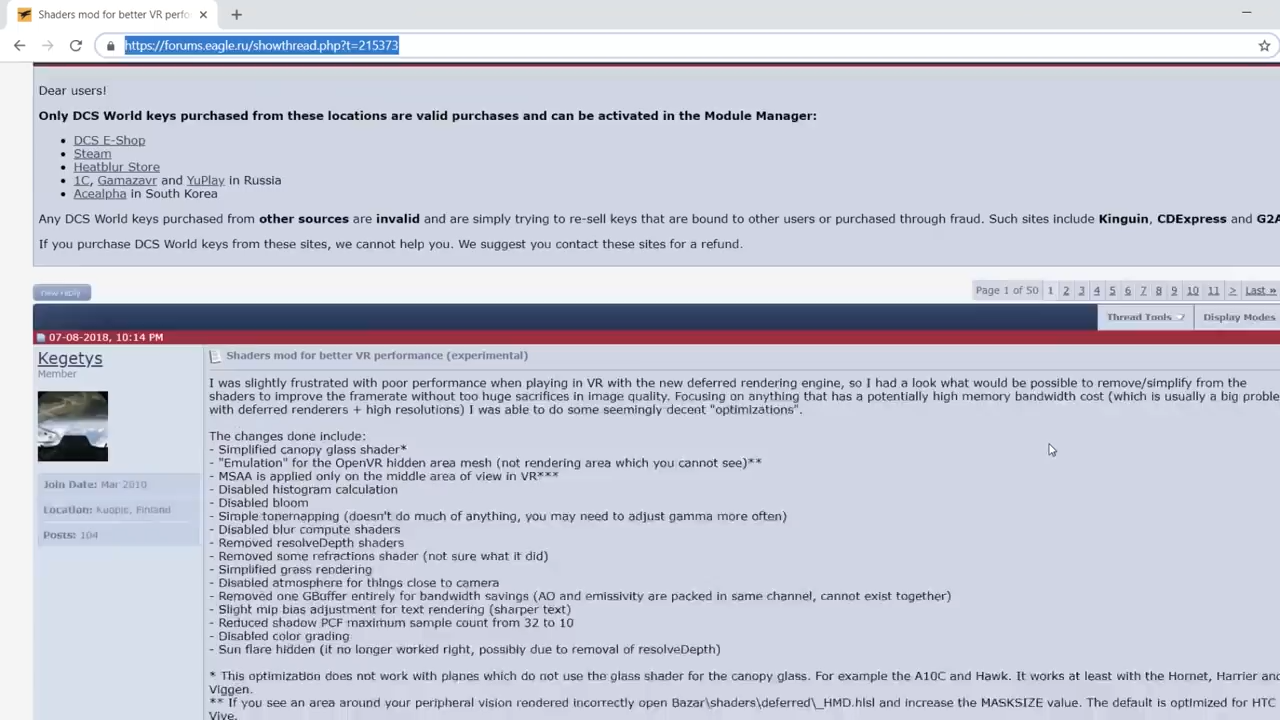 Shaders mod for better VR perfo
https://forums.eagle.ru/showthread.php?t=215373
Dear users!
Only DCS World keys purchased from these locations are valid purchases and can be activated in the Module Manager:
• DCS E-Shop
• Steam
• Heatblur Store
• 1C, Gamazavr and YuPlay in Russia
• Acealpha in South Korea
Any DCS World keys purchased from other sources are invalid and are simply trying to re-sell keys that are bound to other users or purchased through fraud. Such sites include Kinguin, CDExpress and G2A
If you purchase DCS World keys from these sites, we cannot help you. We suggest you contact these sites for a refund.
new reply
Page 1 of 50 1 2 3 4 5 6 7 8 9 10 11 > Last »
Thread Tools Display Modes
07-08-2018, 10:14 PM
Kegetys
Member
Join Date: Mar 2010
Location: Kuopio, Finland
Posts: 104
Shaders mod for better VR performance (experimental)
I was slightly frustrated with poor performance when playing in VR with the new deferred rendering engine, so I had a look what would be possible to remove/simplify from the
shaders to improve the framerate without too huge sacrifices in image quality. Focusing on anything that has a potentially high memory bandwidth cost (which is usually a big proble
with deferred renderers + high resolutions) I was able to do some seemingly decent "optimizations".
The changes done include:
- Simplified canopy glass shader*
- "Emulation" for the OpenVR hidden area mesh (not rendering area which you cannot see)**
- MSAA is applied only on the middle area of view in VR***
- Disabled histogram calculation
- Disabled bloom
- Simple tonemapping (doesn't do much of anything, you may need to adjust gamma more often)
- Disabled blur compute shaders
- Removed resolveDepth shaders
- Removed some refractions shader (not sure what it did)
- Simplified grass rendering
- Disabled atmosphere for things close to camera
- Removed one GBuffer entirely for bandwidth savings (AO and emissivity are packed in same channel, cannot exist together)
- Slight mip bias adjustment for text rendering (sharper text)
- Reduced shadow PCF maximum sample count from 32 to 10
- Disabled color grading
- Sun flare hidden (it no longer worked right, possibly due to removal of resolveDepth)
* This optimization does not work with planes which do not use the glass shader for the canopy glass. For example the A10C and Hawk. It works at least with the Hornet, Harrier and
Viggen.
** If you see an area around your peripheral vision rendered incorrectly open Bazar\shaders\deferred\_HMD.hlsl and increase the MASKSIZE value. The default is optimized for HTC
Vive.